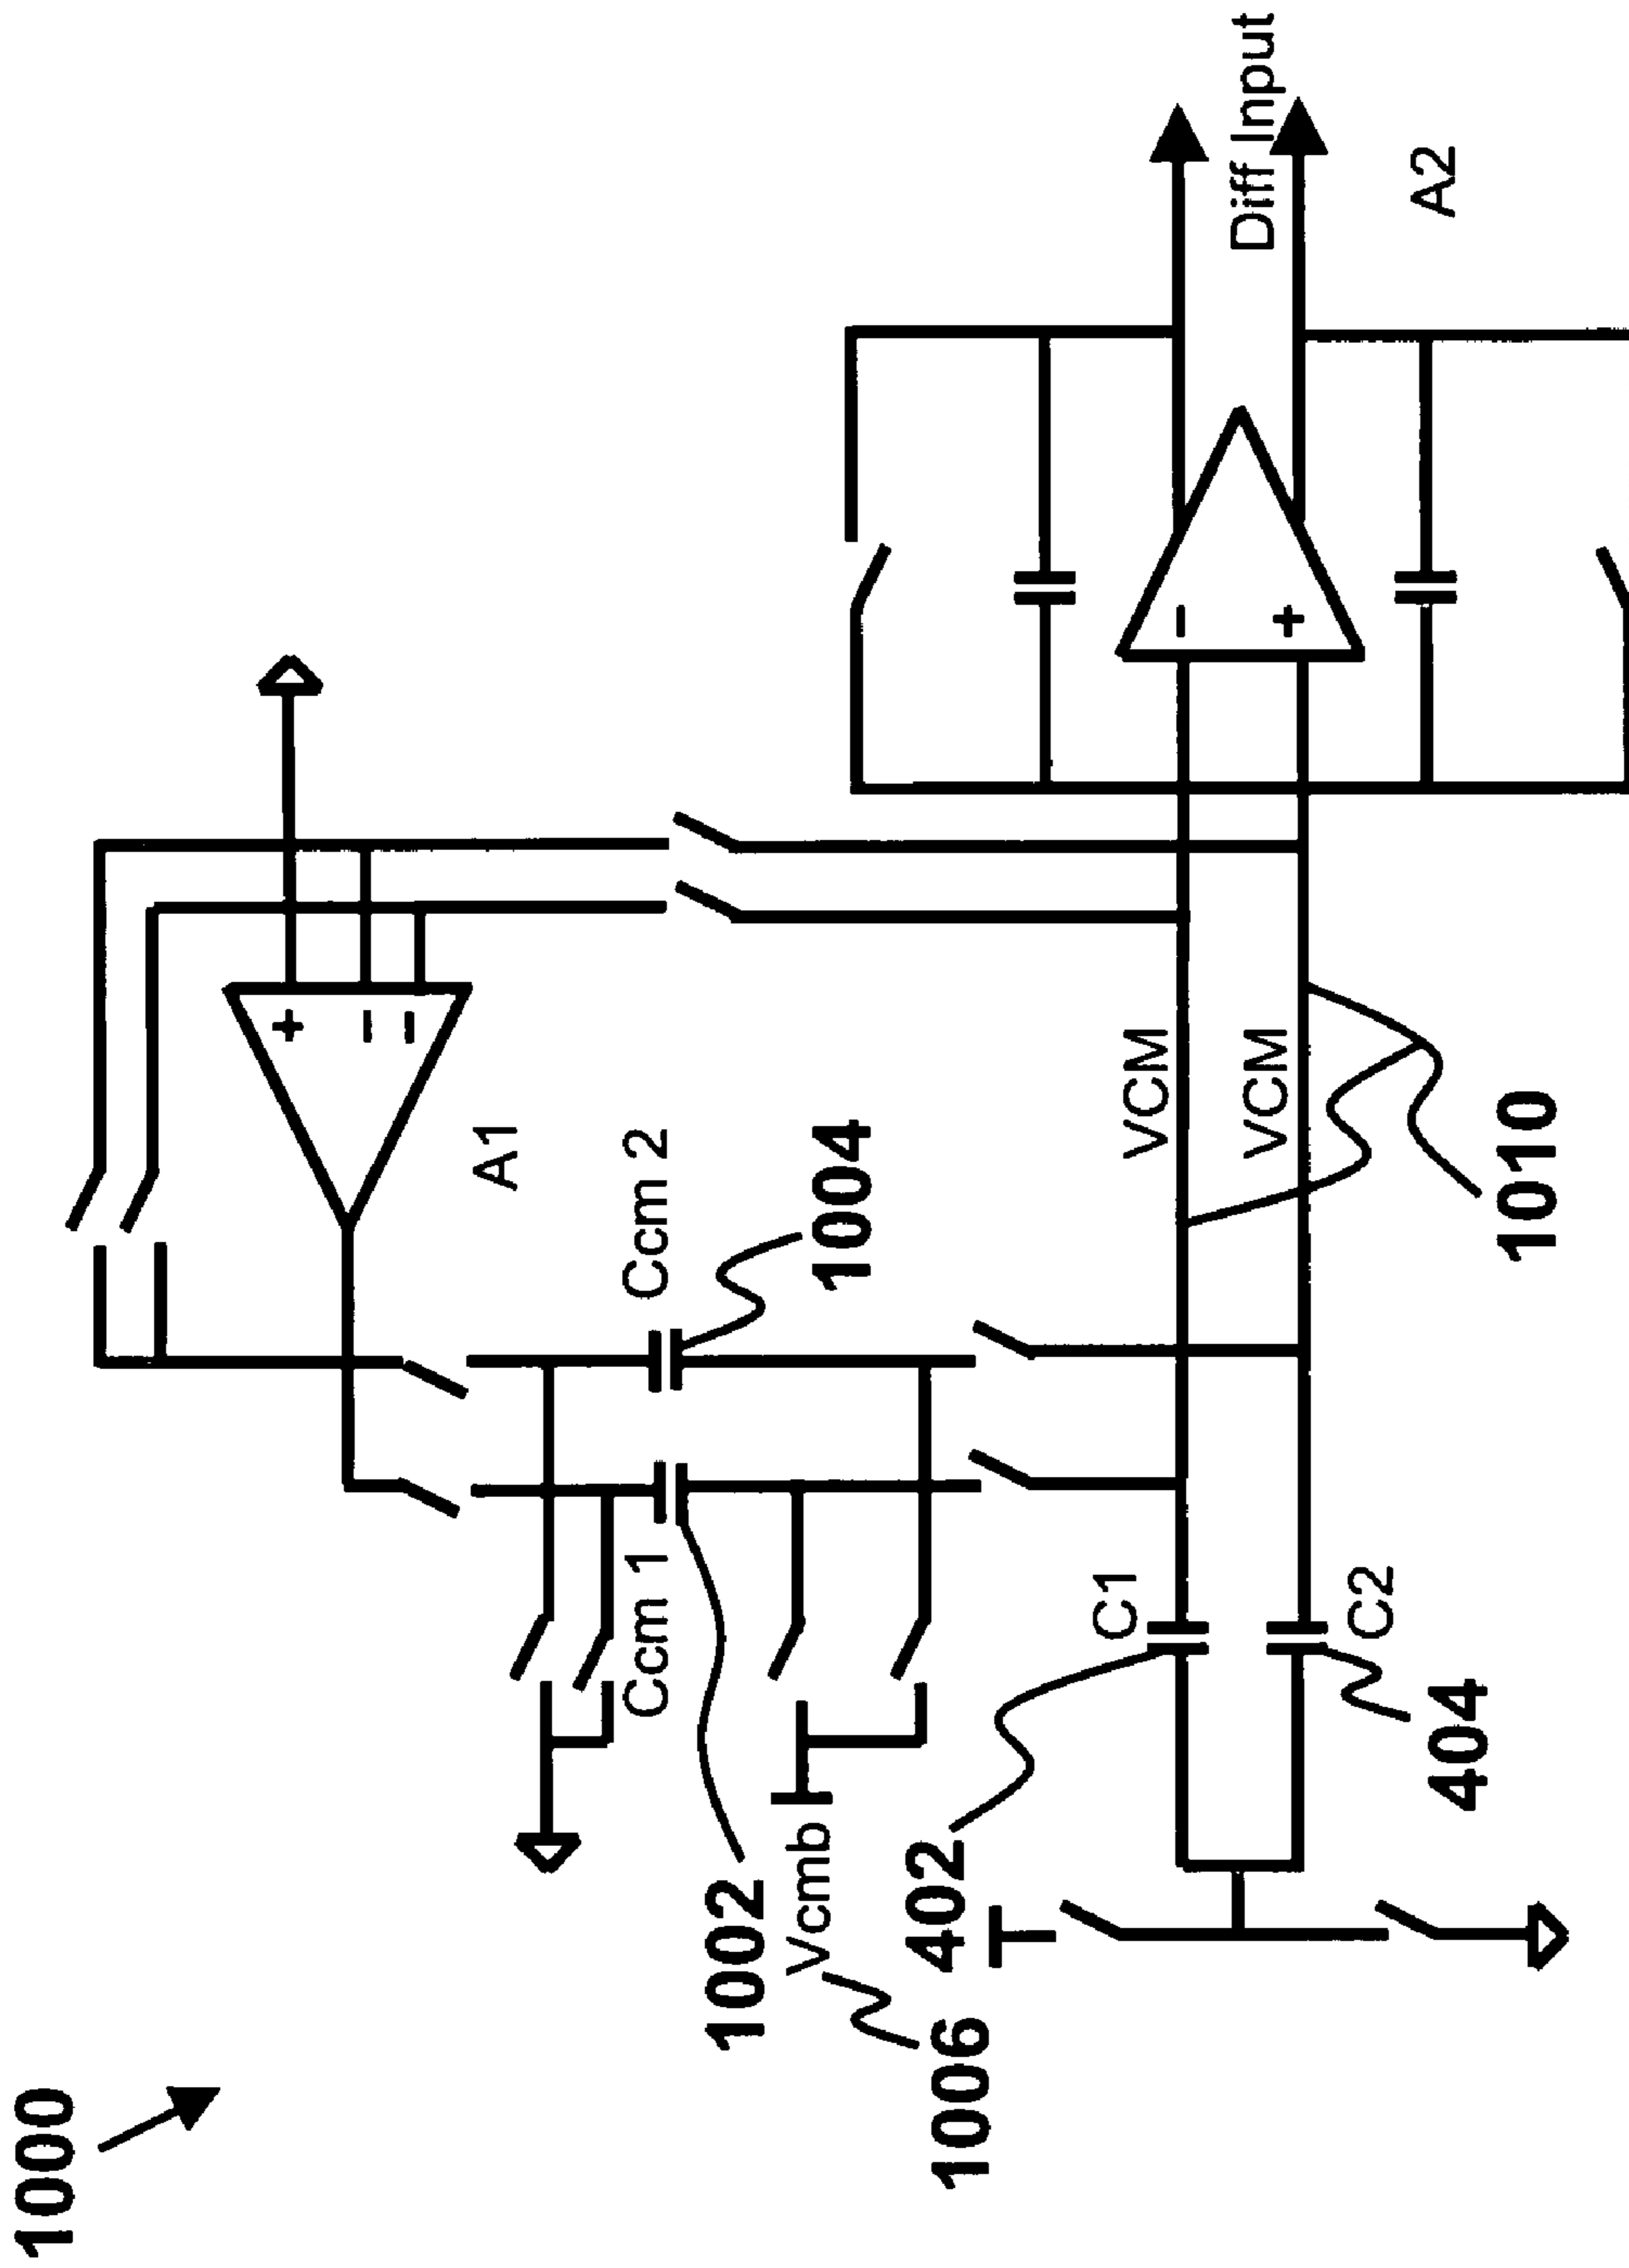 1000
A1
Ccm 2
1004
Ccm 1
1002
Vcmb
1006
402
C1
C2
404
VCM
VCM
1010
Diff Input
A2
+
−
−
−
+